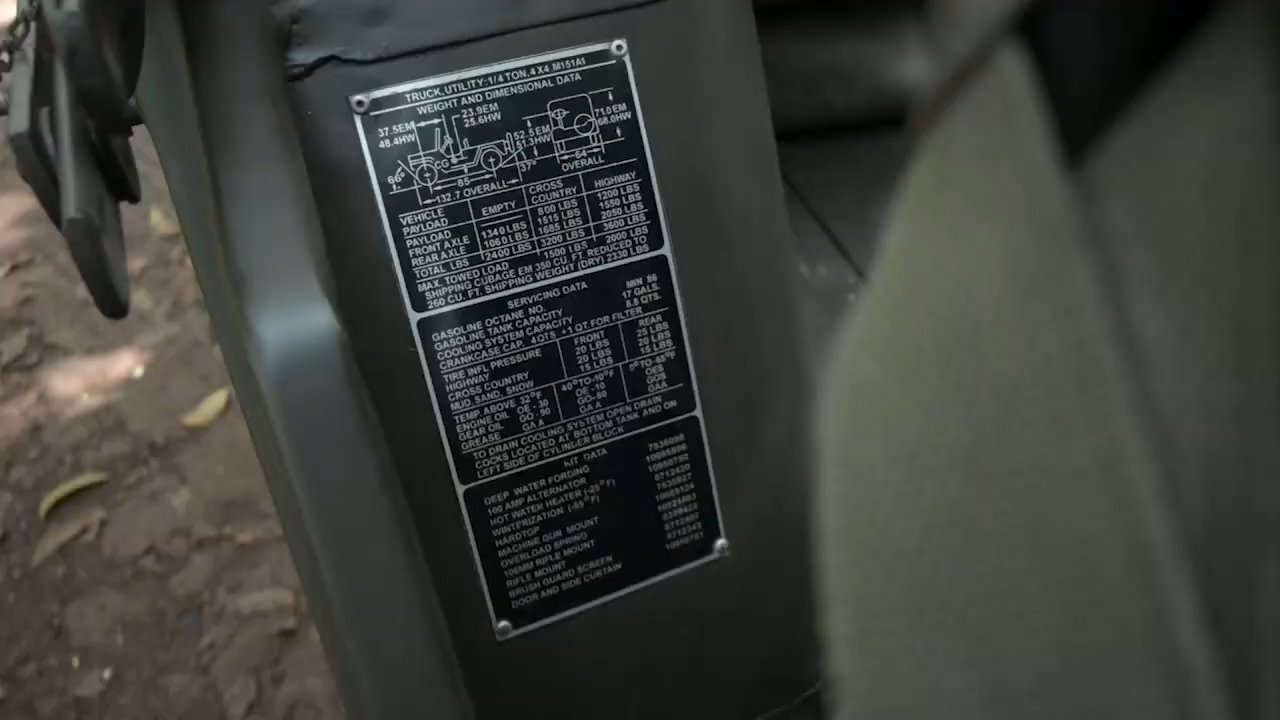 TRUCK, UTILITY: 1/4 TON, 4X4 M151A1
WEIGHT AND DIMENSIONAL DATA
37.5EM
48.4HW
23.9EM
25.6HW
52.5EM
51.3HW
71.0EM
68.0HW
CG
66°
85
37°
64
OVERALL
132.7 OVERALL
VEHICLE PAYLOAD EMPTY CROSS COUNTRY HIGHWAY
PAYLOAD 800 LBS 1200 LBS
FRONT AXLE 1340 LBS 1515 LBS 1550 LBS
REAR AXLE 1060 LBS 1685 LBS 2050 LBS
TOTAL LBS 2400 LBS 3200 LBS 3600 LBS
MAX. TOWED LOAD 1500 LBS 2000 LBS
SHIPPING CUBAGE EM 350 CU. FT. REDUCED TO
260 CU. FT. SHIPPING WEIGHT (DRY) 2330 LBS
SERVICING DATA
GASOLINE OCTANE NO. MIN 86
GASOLINE TANK CAPACITY 17 GALS.
COOLING SYSTEM CAPACITY 8.5 QTS.
CRANKCASE CAP. 4QTS +1 QT. FOR FILTER
TIRE INFL PRESSURE FRONT REAR
HIGHWAY 20 LBS 25 LBS
CROSS COUNTRY 20 LBS 20 LBS
MUD, SAND, SNOW 15 LBS 15 LBS
TEMP. ABOVE 32°F 40°TO-10°F 0°TO-65°F
ENGINE OIL OE - 30 OE - 10 OES
GEAR OIL GO - 90 GO- 80 GOS
GREASE GAA GAA GAA
TO DRAIN COOLING SYSTEM OPEN DRAIN
COCKS LOCATED AT BOTTOM TANK AND ON
LEFT SIDE OF CYLINDER BLOCK
KIT DATA
DEEP WATER FORDING
100 AMP ALTERNATOR
HOT WATER HEATER (-25°F)
WINTERIZATION (-65°F)
HARDTOP
MACHINE GUN MOUNT
OVERLOAD SPRING
106MM RIFLE MOUNT
RIFLE MOUNT
BRUSH GUARD SCREEN
DOOR AND SIDE CURTAIN